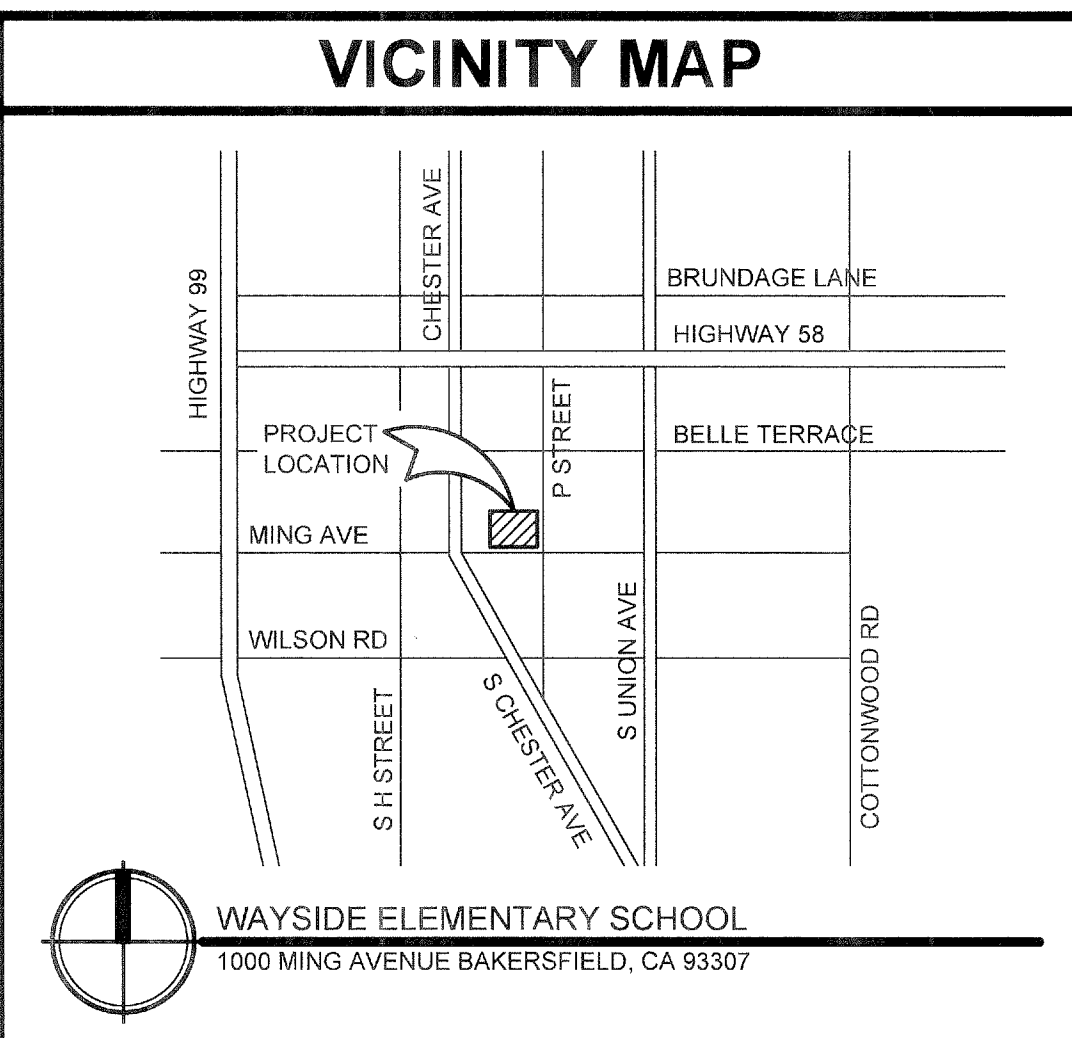 VICINITY MAP
CHESTER AVE
HIGHWAY 99
BRUNDAGE LANE
HIGHWAY 58
P STREET
PROJECT
LOCATION
BELLE TERRACE
MING AVE
WILSON RD
S UNION AVE
COTTONWOOD RD
S H STREET
S CHESTER AVE
WAYSIDE ELEMENTARY SCHOOL
1000 MING AVENUE BAKERSFIELD, CA 93307